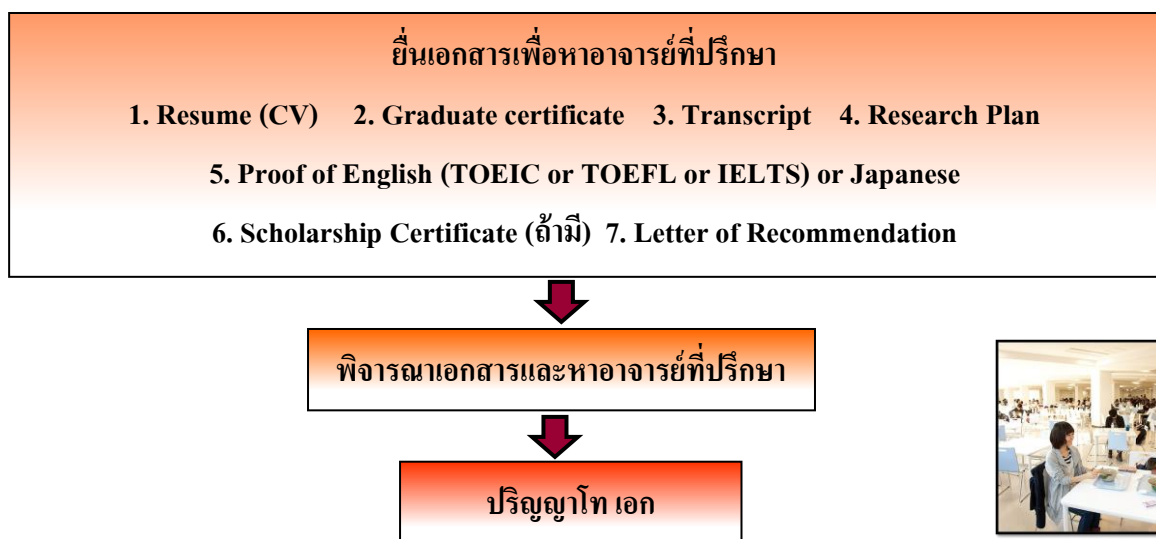 ยื่นเอกสารเพื่อหาอาจารย์ที่ปรึกษา
1. Resume (CV) 2. Graduate certificate 3. Transcript 4. Research Plan
5. Proof of English (TOEIC or TOEFL or IELTS) or Japanese
6. Scholarship Certificate (ถ้ามี) 7. Letter of Recommendation
พิจารณาเอกสารและหาอาจารย์ที่ปรึกษา
ปริญญาโท เอก